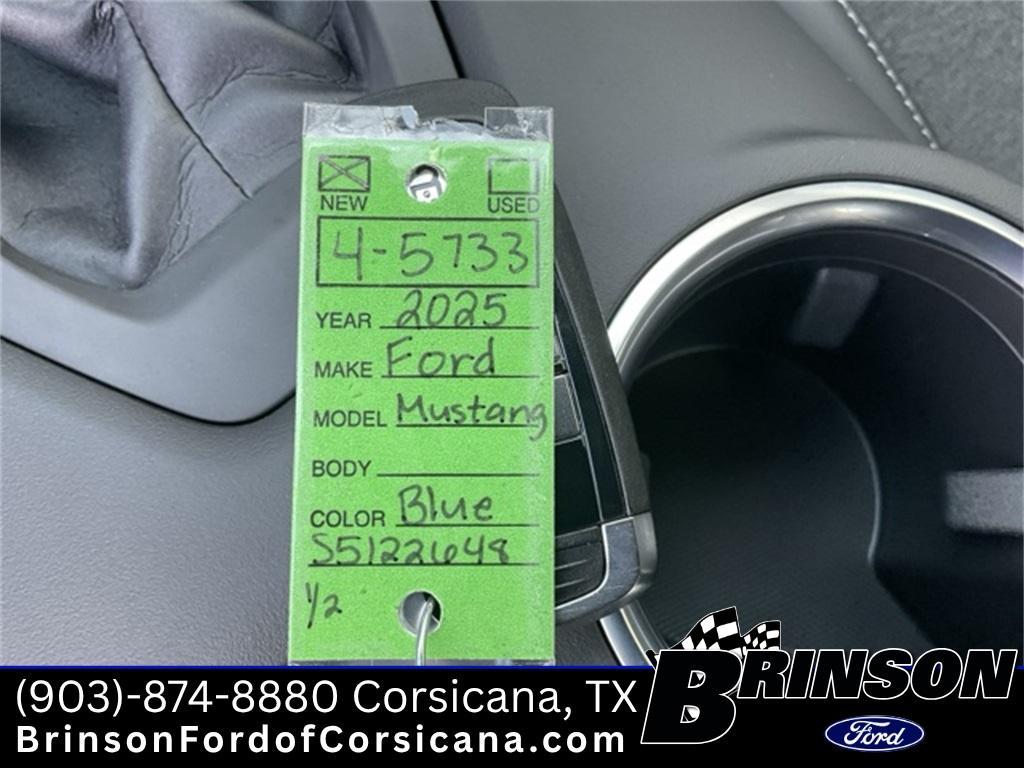 NEW USED
4-5733
YEAR 2025
MAKE Ford
MODEL Mustang
BODY
COLOR Blue
S5122648
1/2
(903)-874-8880 Corsicana, TX
BrinsonFordofCorsicana.com
BRINSON
Ford